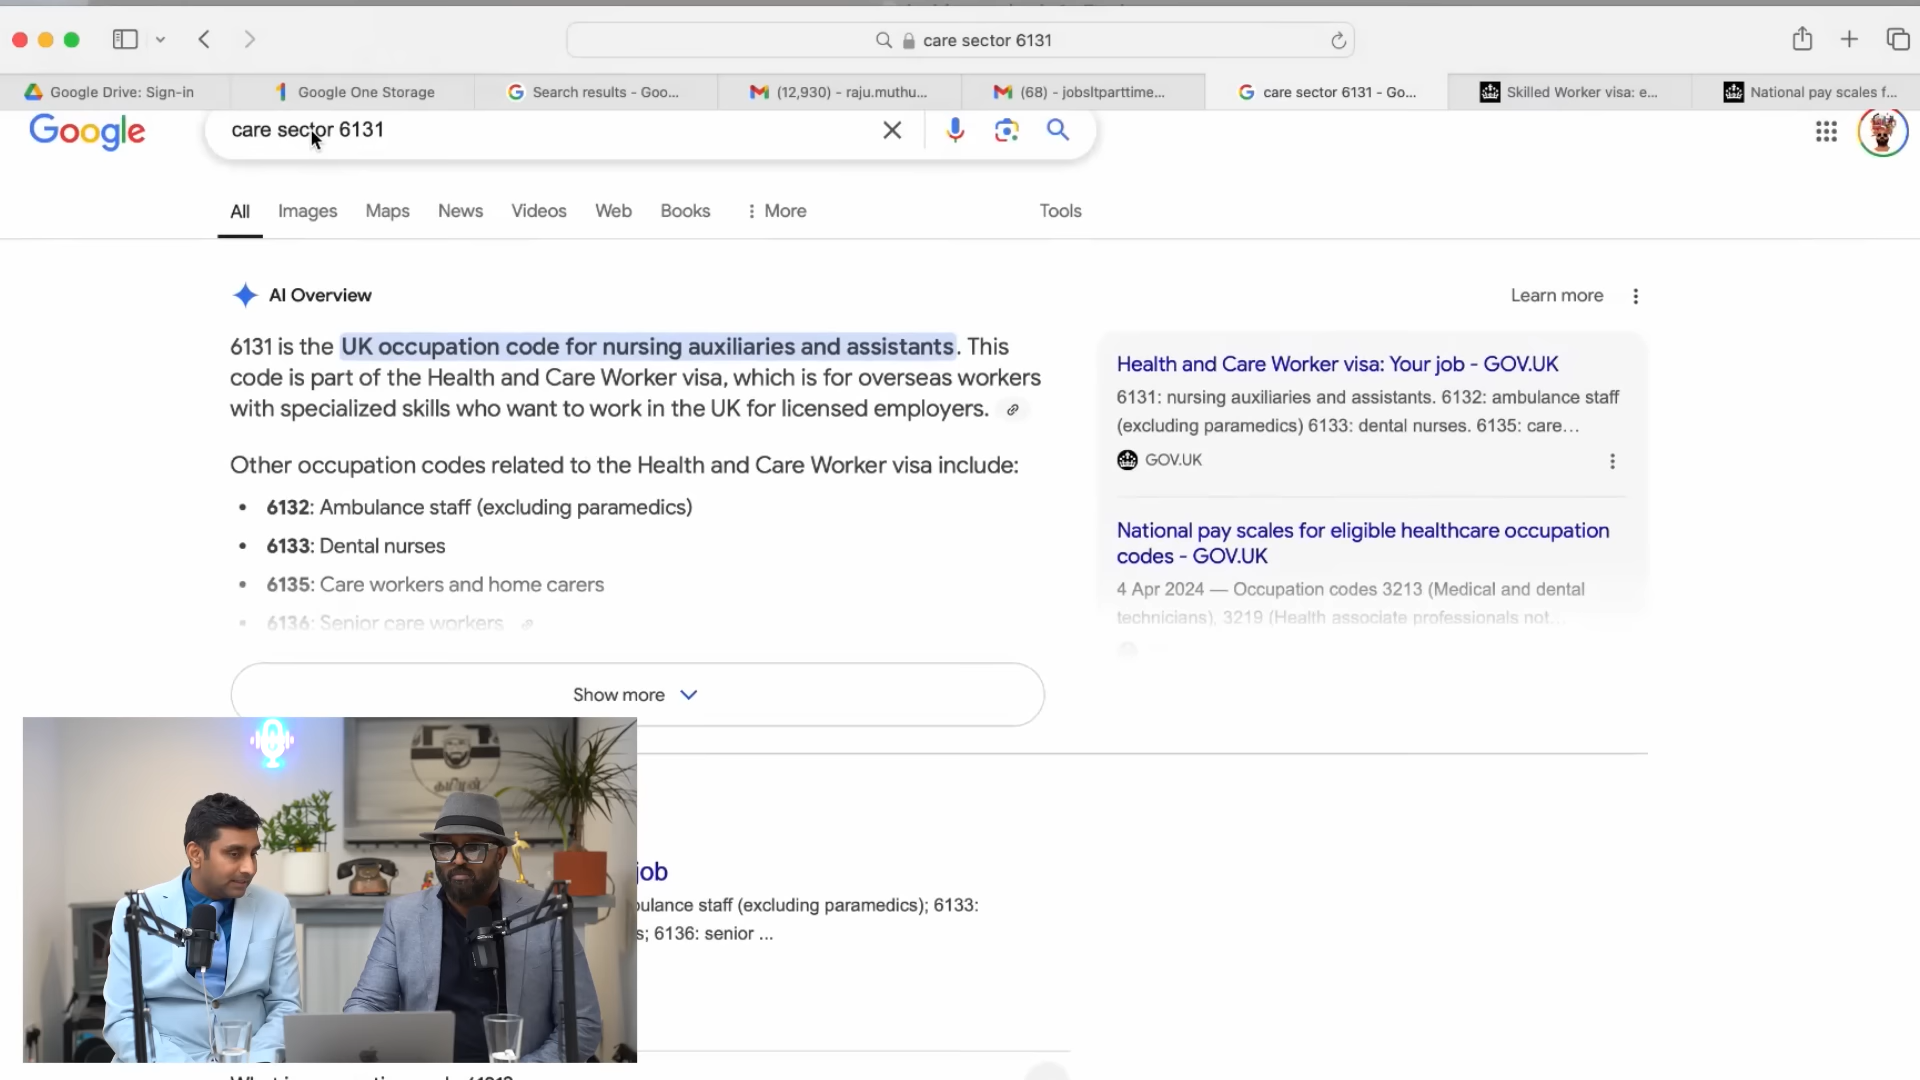 care sector 6131
Google Drive: Sign-in
Google One Storage
Search results - Goo...
(12,930) - raju.muthu...
(68) - jobsltparttime...
care sector 6131 - Go...
Skilled Worker visa: e...
National pay scales f...
Google
care sector 6131
All
Images
Maps
News
Videos
Web
Books
More
Tools
AI Overview
Learn more
6131 is the UK occupation code for nursing auxiliaries and assistants. This
code is part of the Health and Care Worker visa, which is for overseas workers
with specialized skills who want to work in the UK for licensed employers.
Other occupation codes related to the Health and Care Worker visa include:
• 6132: Ambulance staff (excluding paramedics)
• 6133: Dental nurses
• 6135: Care workers and home carers
• 6136: Senior care workers
Show more
Health and Care Worker visa: Your job - GOV.UK
6131: nursing auxiliaries and assistants. 6132: ambulance staff
(excluding paramedics) 6133: dental nurses. 6135: care...
GOV.UK
National pay scales for eligible healthcare occupation
codes - GOV.UK
4 Apr 2024 — Occupation codes 3213 (Medical and dental
technicians), 3219 (Health associate professionals not...
job
bulance staff (excluding paramedics); 6133:
s; 6136: senior ...